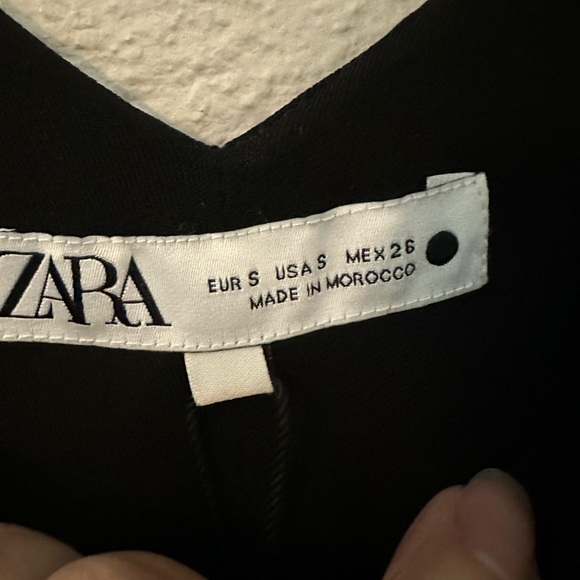 ZARA
EUR S USA S MEX 26
MADE IN MOROCCO